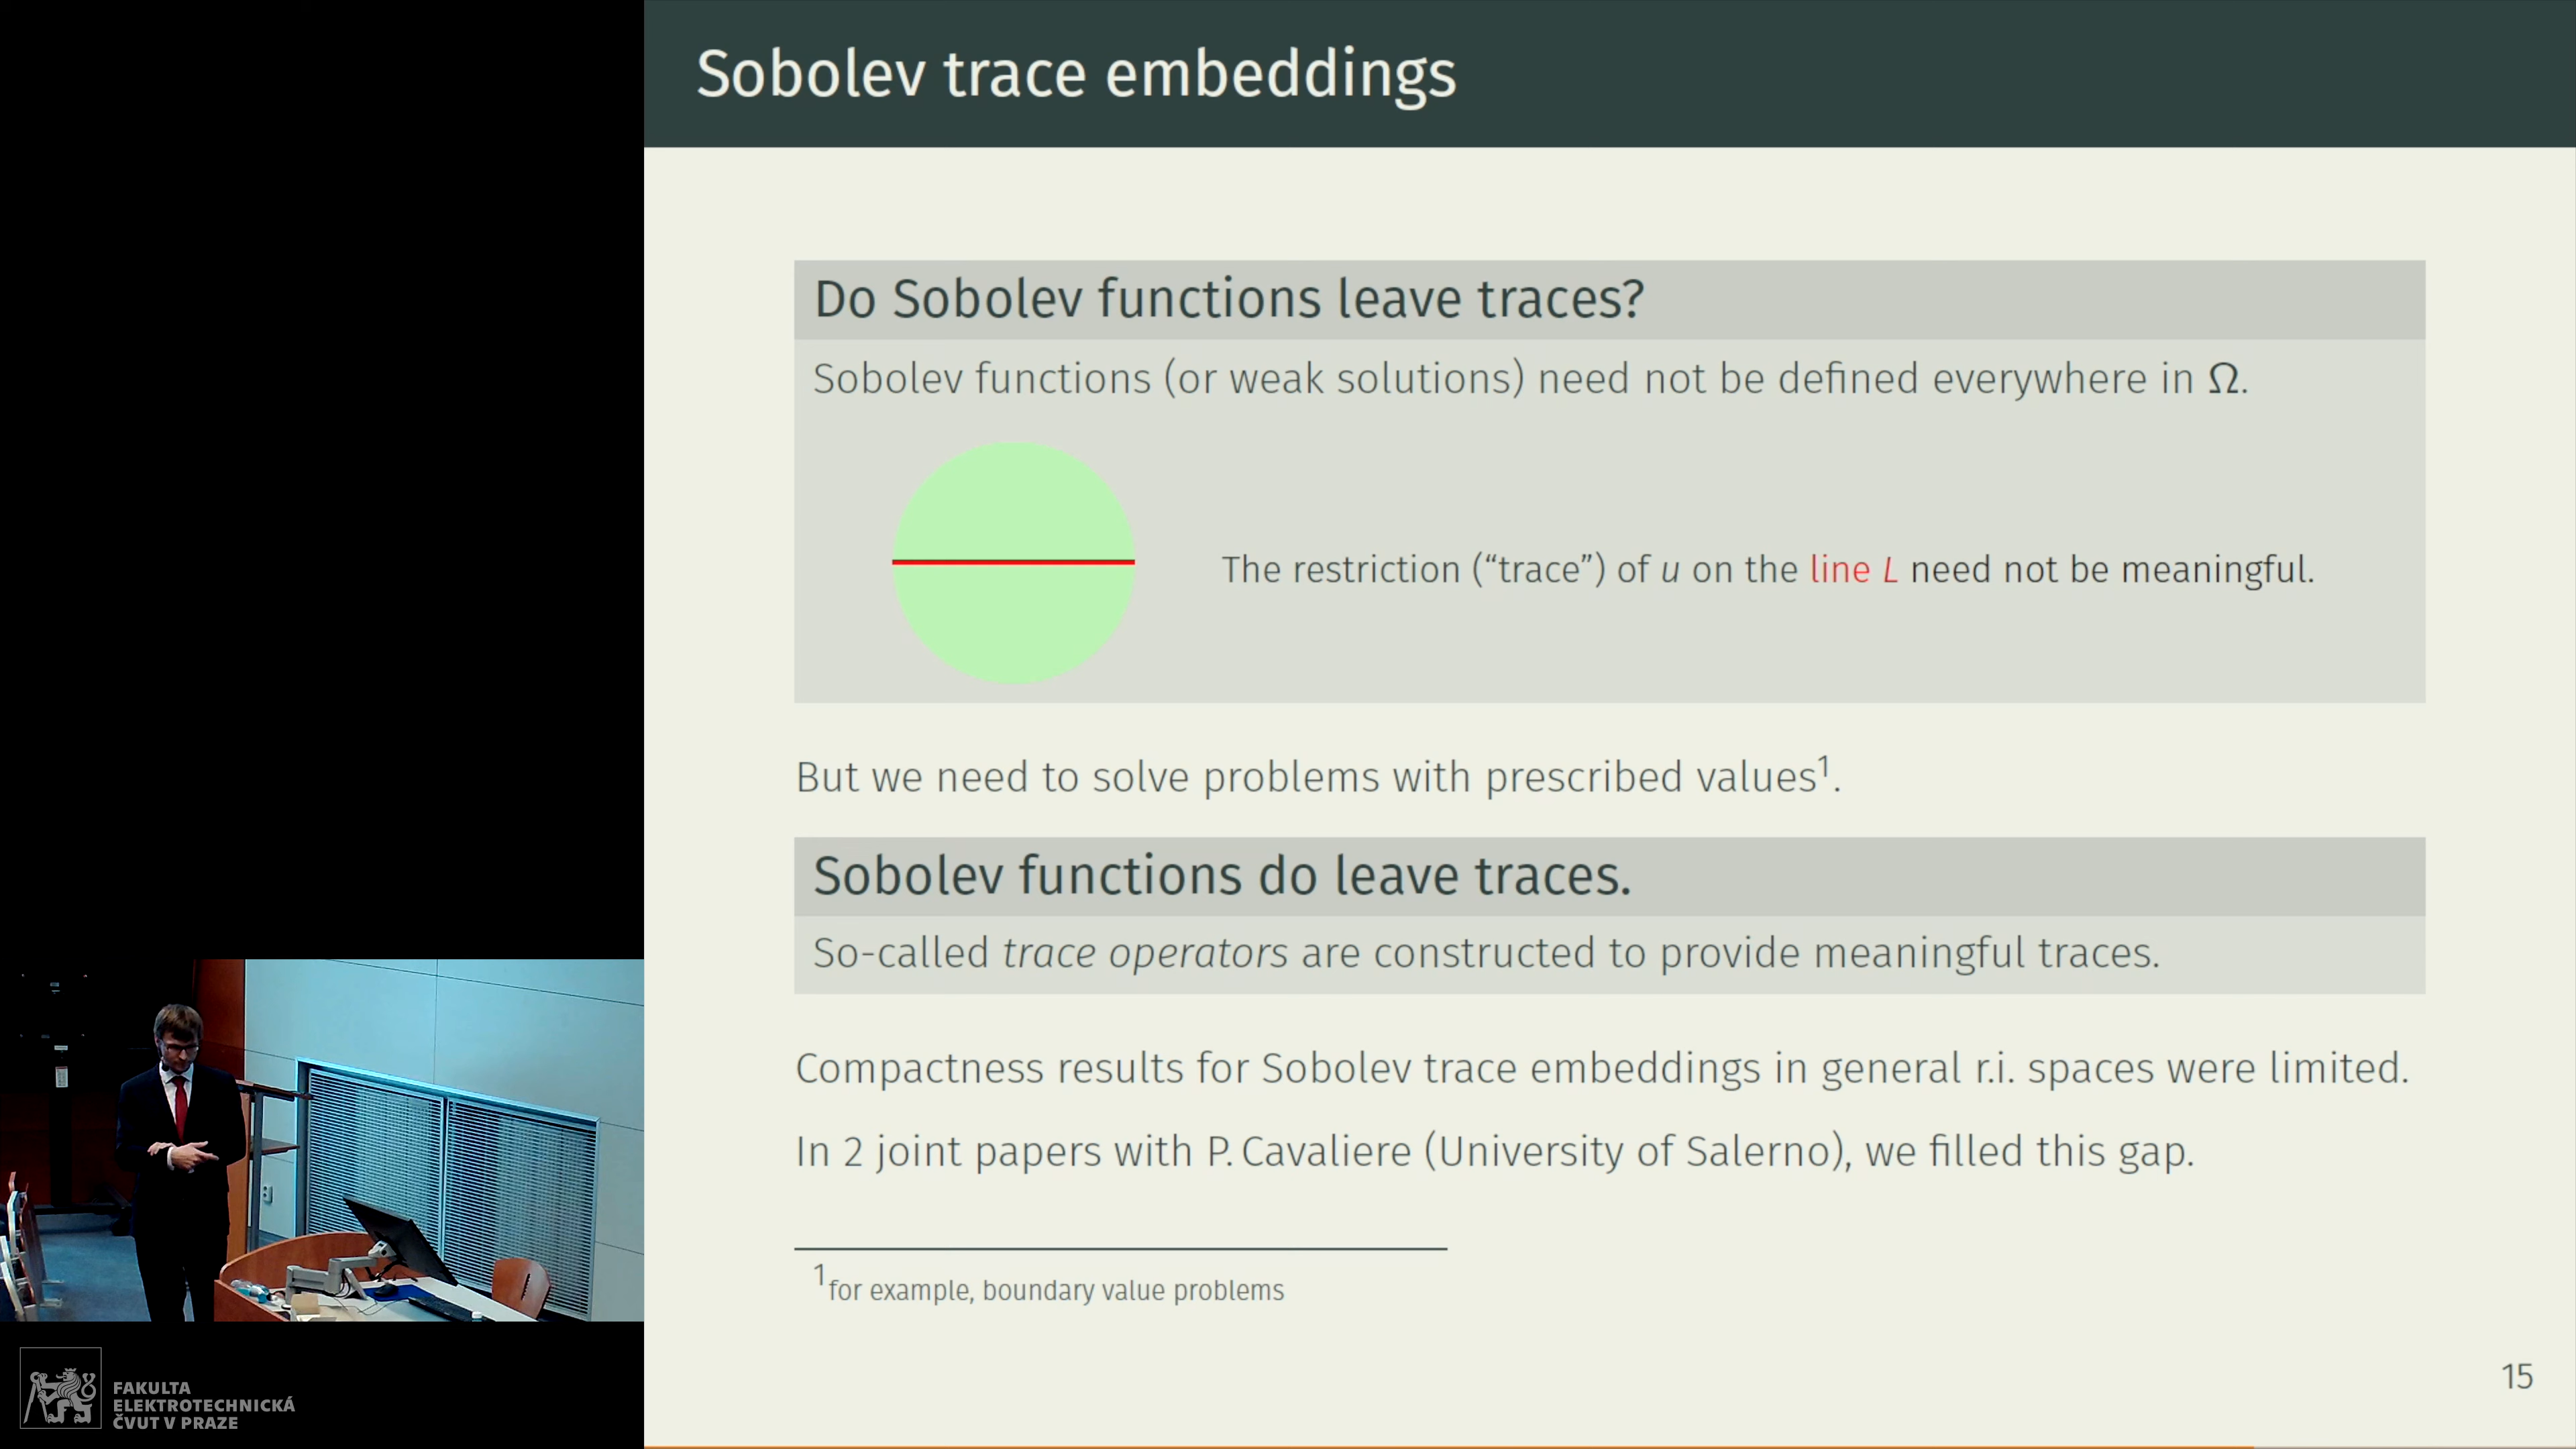 Sobolev trace embeddings
Do Sobolev functions leave traces?
Sobolev functions (or weak solutions) need not be defined everywhere in Ω.
The restriction (“trace”) of u on the line L need not be meaningful.
But we need to solve problems with prescribed values¹.
Sobolev functions do leave traces.
So-called trace operators are constructed to provide meaningful traces.
Compactness results for Sobolev trace embeddings in general r.i. spaces were limited.
In 2 joint papers with P. Cavaliere (University of Salerno), we filled this gap.
¹for example, boundary value problems
15
FAKULTA
ELEKTROTECHNICKÁ
ČVUT V PRAZE